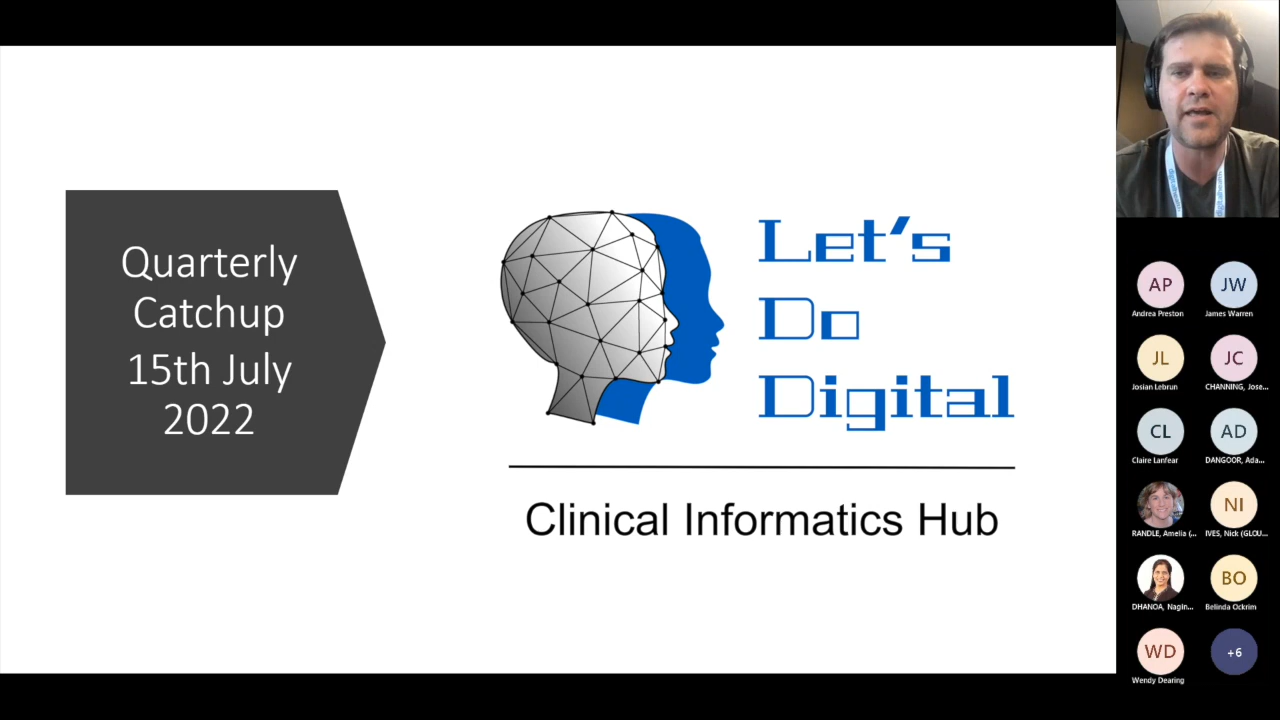 Quarterly
Catchup
15th July
2022
Let's
Do
Digital
Clinical Informatics Hub
AP
Andrea Preston
JW
James Warren
JL
Josian Lebrun
JC
CHANNING, Jose...
CL
Claire Lanfear
AD
DANGOOR, Ada...
RANDLE, Amelia (...
NI
IVES, Nick (GLOU...
DHANOA, Nagin...
BO
Belinda Ockrim
WD
Wendy Dearing
+6